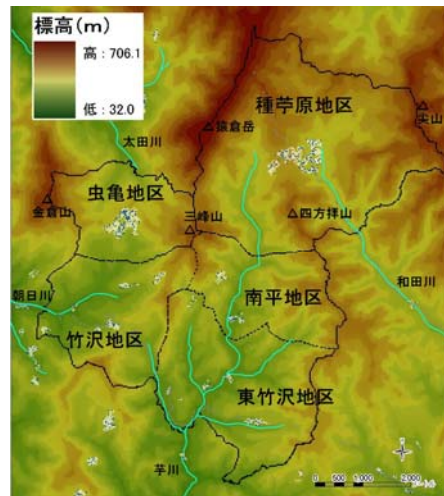 標高(m)
高 : 706.1
低 : 32.0
太田川
猿倉岳
種苧原地区
尖山
虫亀地区
金倉山
三峰山
四方拝山
朝日川
南平地区
和田川
竹沢地区
東竹沢地区
芋川
0 500 1,000 2,000